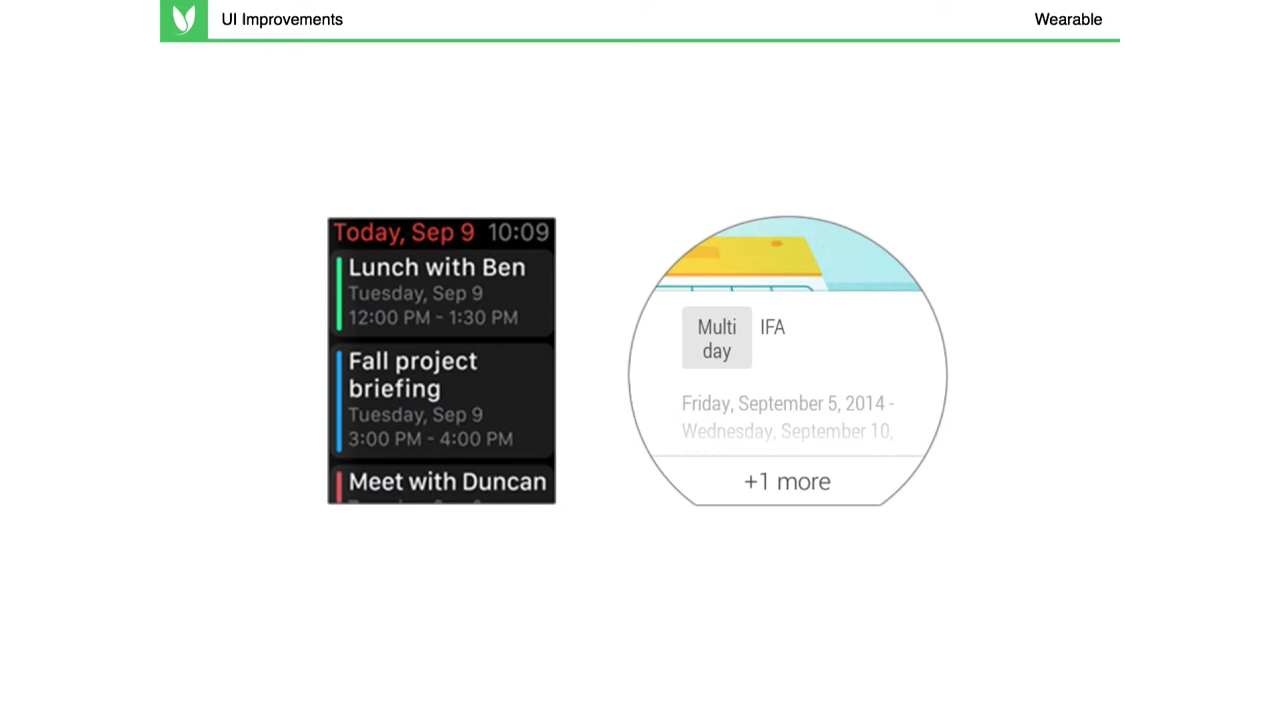 UI Improvements
Wearable
Today, Sep 9 10:09
Lunch with Ben
Tuesday, Sep 9
12:00 PM - 1:30 PM
Fall project
briefing
Tuesday, Sep 9
3:00 PM - 4:00 PM
Meet with Duncan
Multi
day
IFA
Friday, September 5, 2014 -
Wednesday, September 10,
+1 more